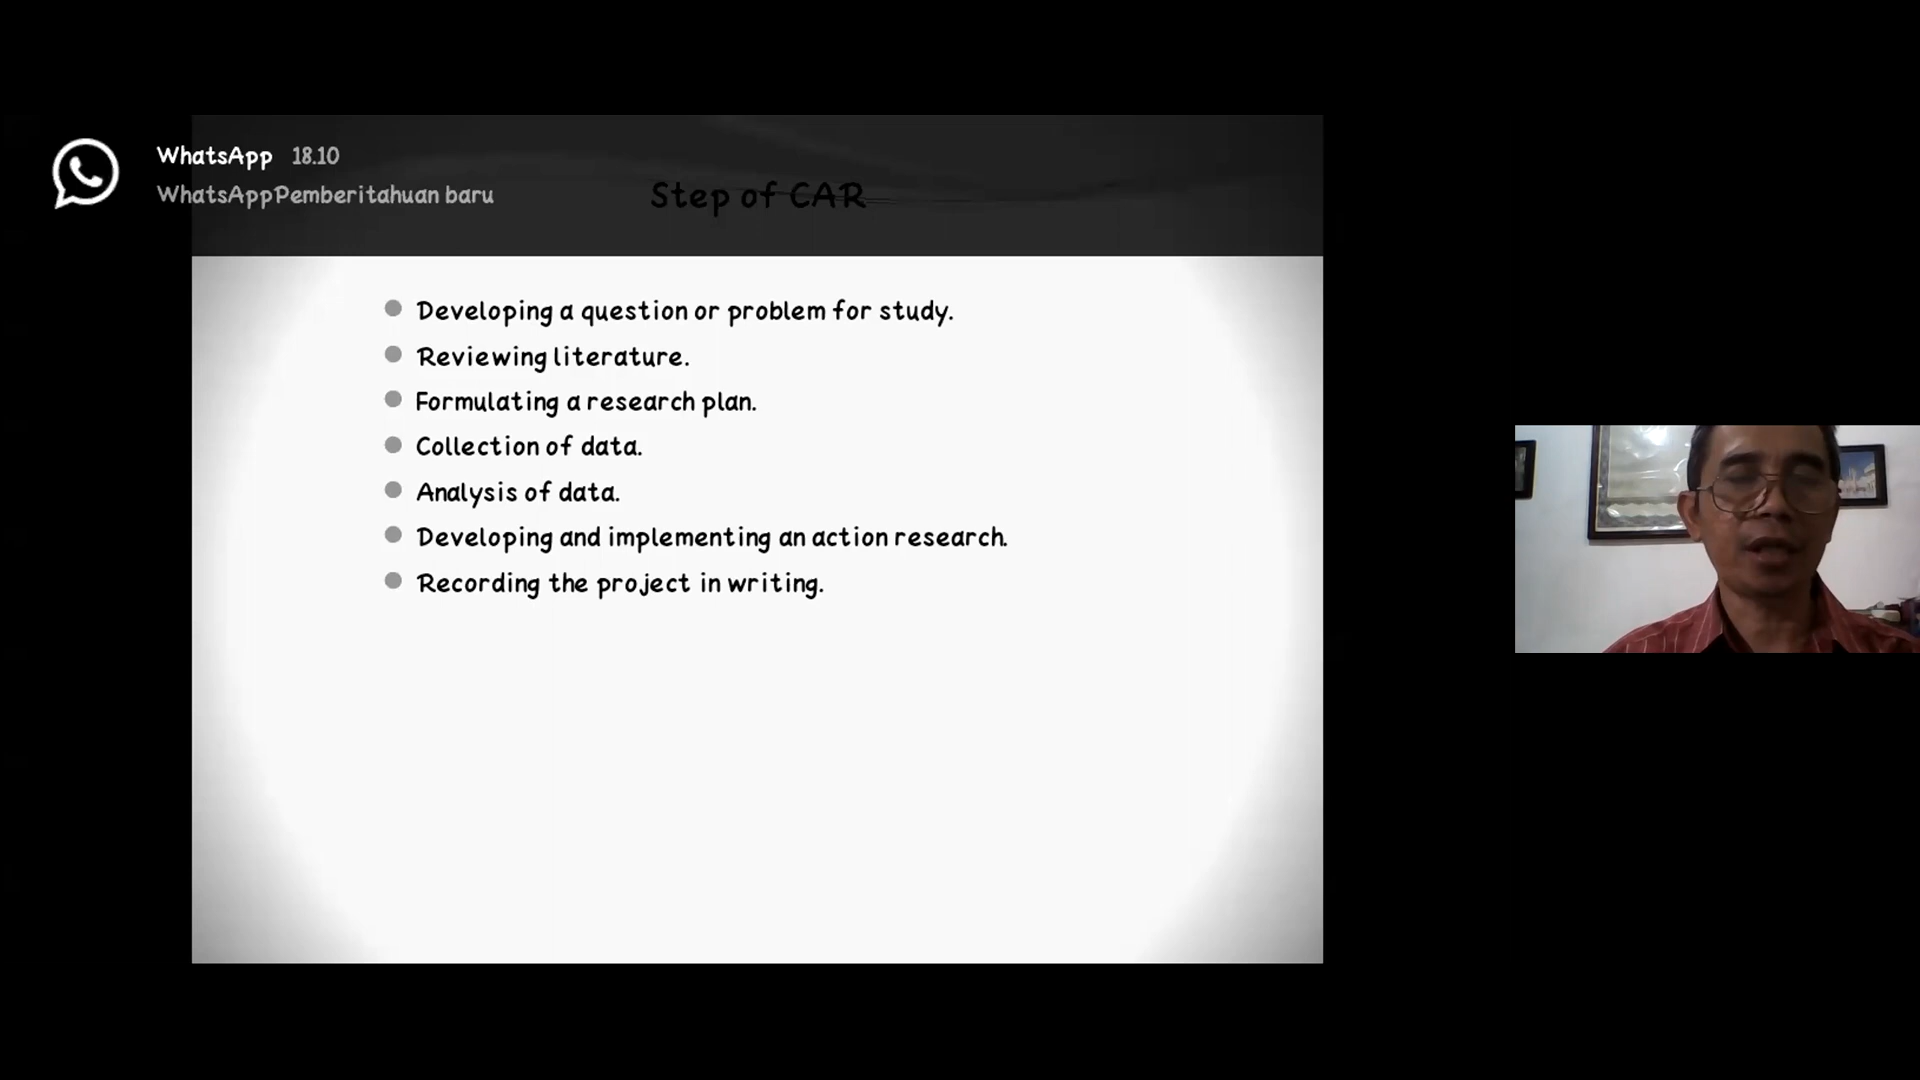 WhatsApp 18.10
WhatsAppPemberitahuan baru
Step of CAR
Developing a question or problem for study.
Reviewing literature.
Formulating a research plan.
Collection of data.
Analysis of data.
Developing and implementing an action research.
Recording the project in writing.